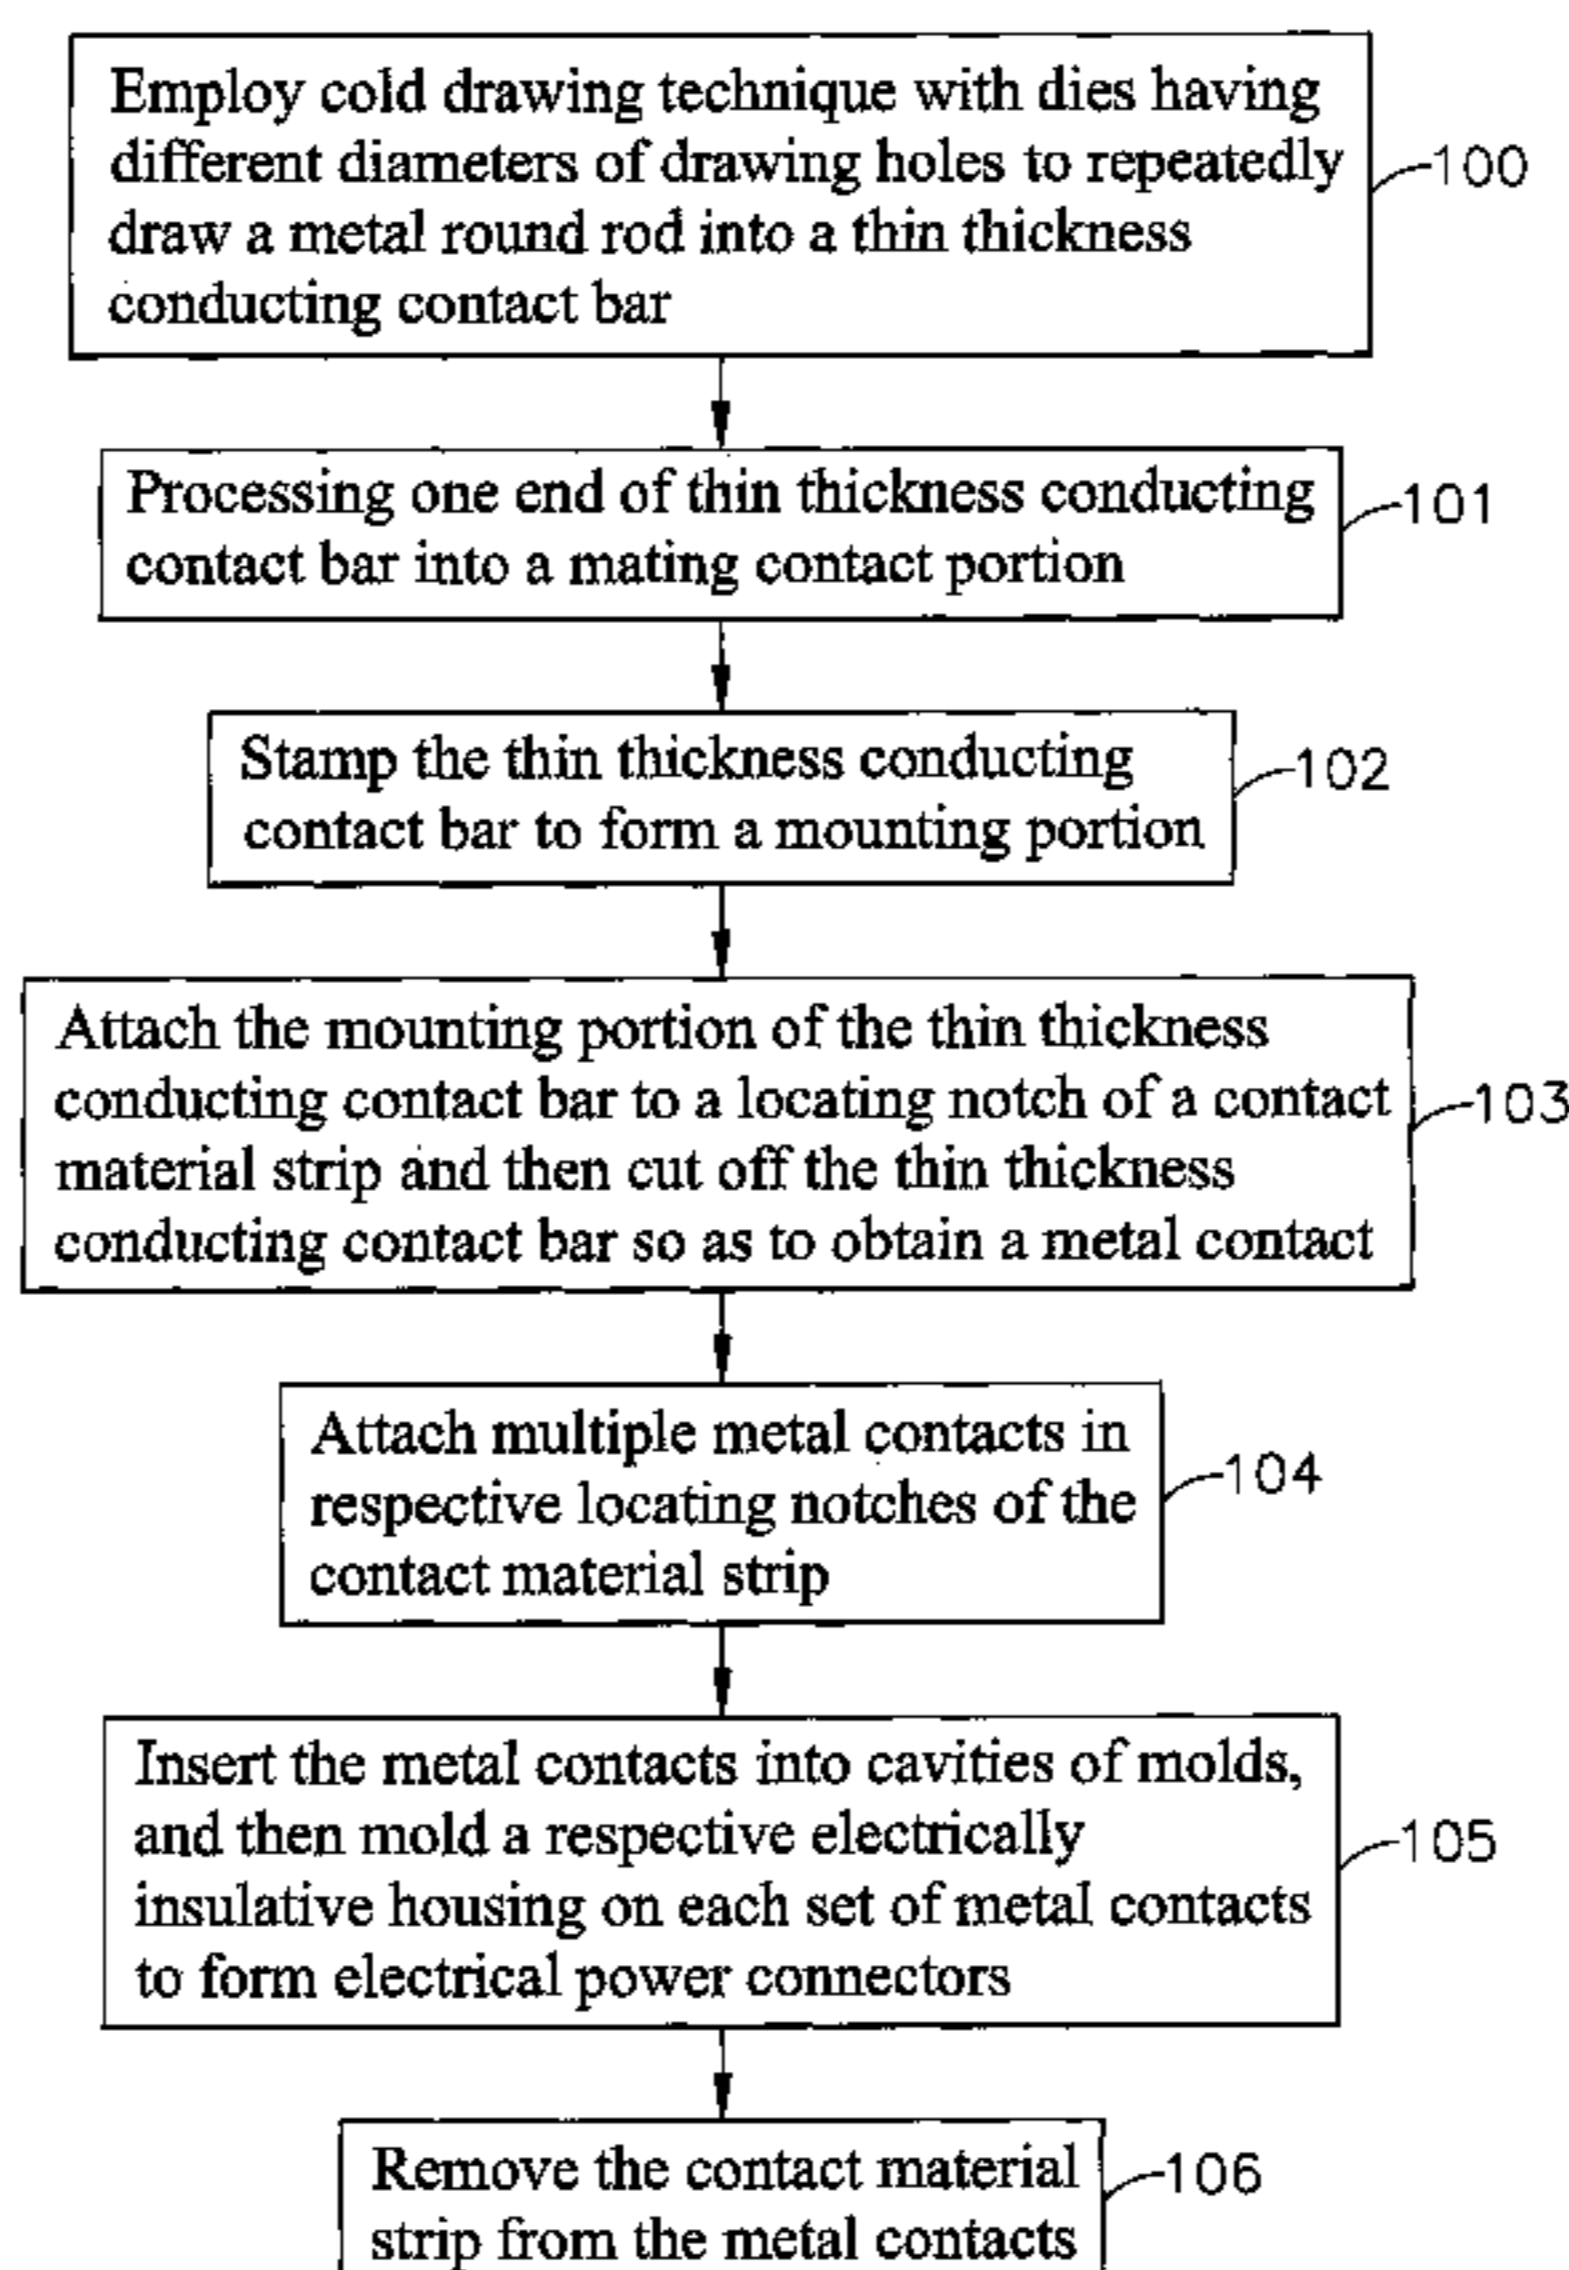 Employ cold drawing technique with dies having
different diameters of drawing holes to repeatedly
draw a metal round rod into a thin thickness
conducting contact bar
100
Processing one end of thin thickness conducting
contact bar into a mating contact portion
101
Stamp the thin thickness conducting
contact bar to form a mounting portion
102
Attach the mounting portion of the thin thickness
conducting contact bar to a locating notch of a contact
material strip and then cut off the thin thickness
conducting contact bar so as to obtain a metal contact
103
Attach multiple metal contacts in
respective locating notches of the
contact material strip
104
Insert the metal contacts into cavities of molds,
and then mold a respective electrically
insulative housing on each set of metal contacts
to form electrical power connectors
105
Remove the contact material
strip from the metal contacts
106